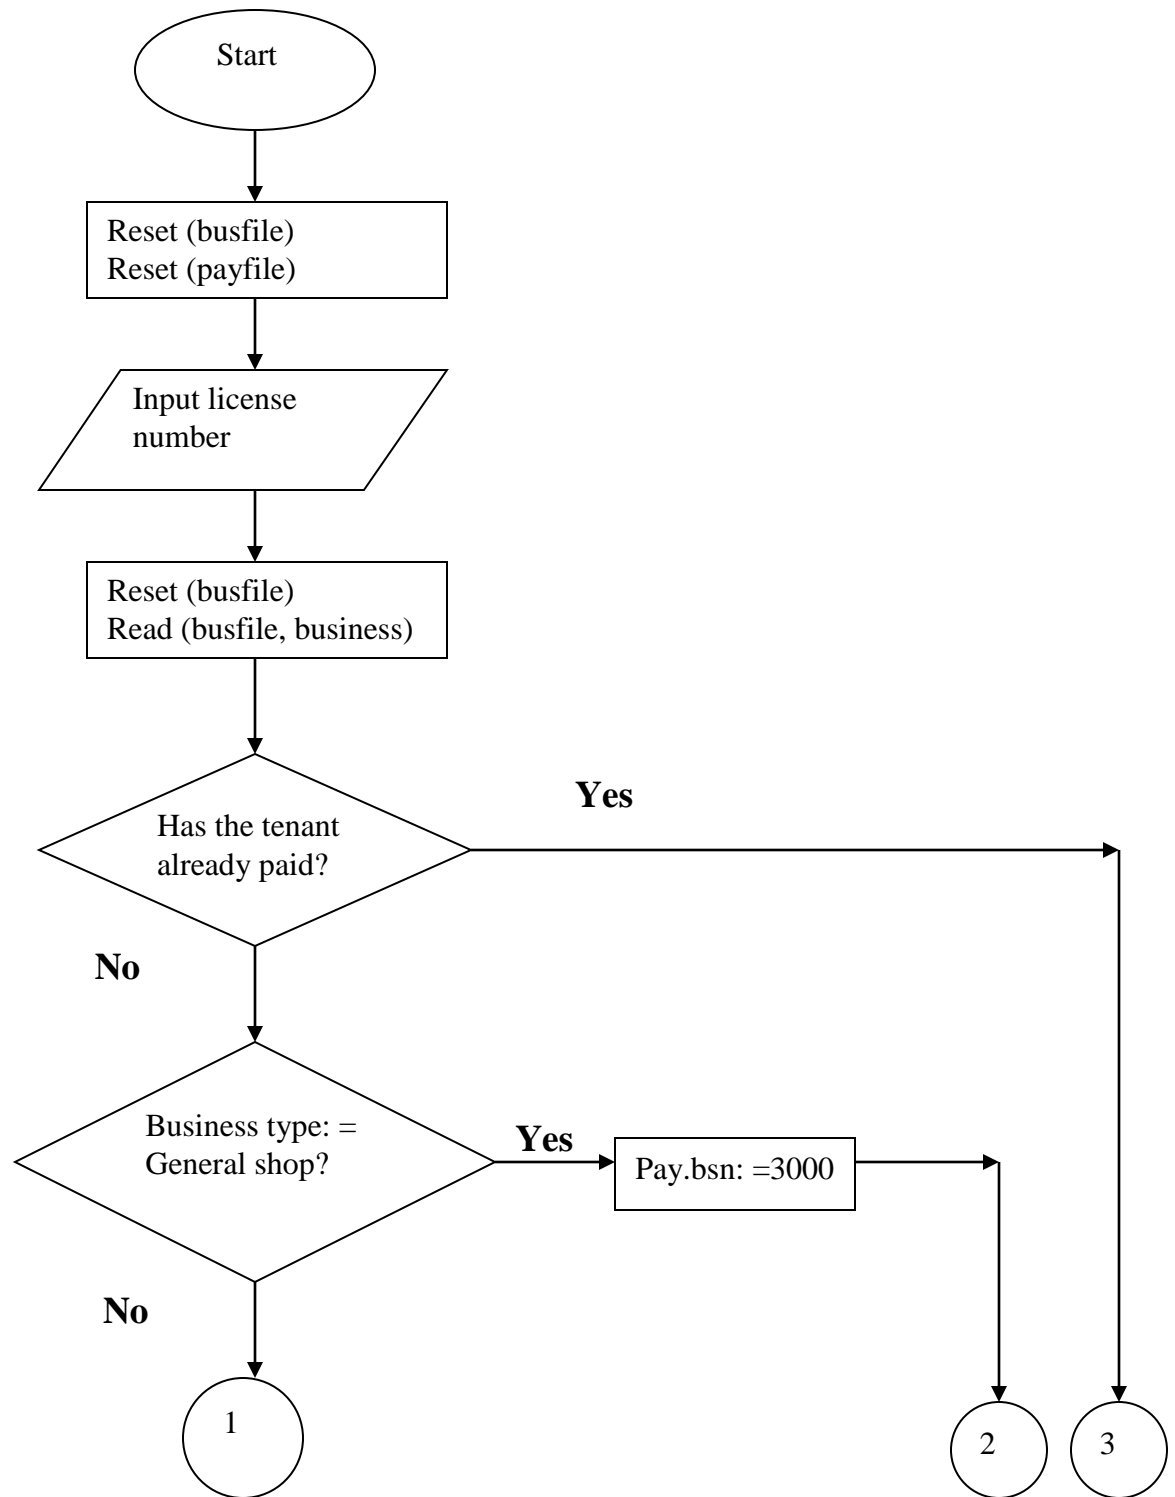 Start
Reset (busfile)
Reset (payfile)
Input license
number
Reset (busfile)
Read (busfile, business)
Yes
Has the tenant
already paid?
No
Business type: =
General shop?
Yes
Pay.bsn: =3000
No
1
2
3